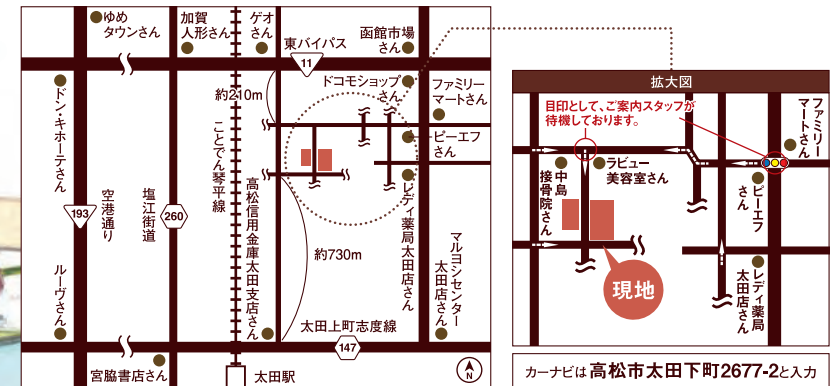 ゆめ
タウンさん
加賀
人形さん
ゲオ
さん
東バイパス
11
函館市場
さん
ドコモショップ
さん
ファミリー
マートさん
約210m
ピーエフ
さん
ドン・キホーテさん
193
空港通り
塩江街道
260
ことでん琴平線
高松信用金庫太田支店さん
約730m
レディ薬局太田店さん
マルヨシセンター
太田店さん
ルーヴさん
太田上町志度線
147
宮脇書店さん
太田駅
N
拡大図
目印として、ご案内スタッフが
待機しております。
ファミリー
マートさん
中島
接骨院さん
ラビュー
美容室さん
ピーエフ
さん
現地
レディ薬局
太田店さん
カーナビは高松市太田下町2677-2と入力